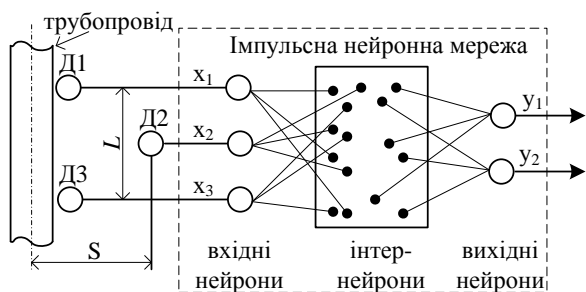 трубопровід
Імпульсна нейронна мережа
Д1
x1
y1
Д2
x2
L
y2
Д3
x3
S
вхідні нейрони
інтер-нейрони
вихідні нейрони